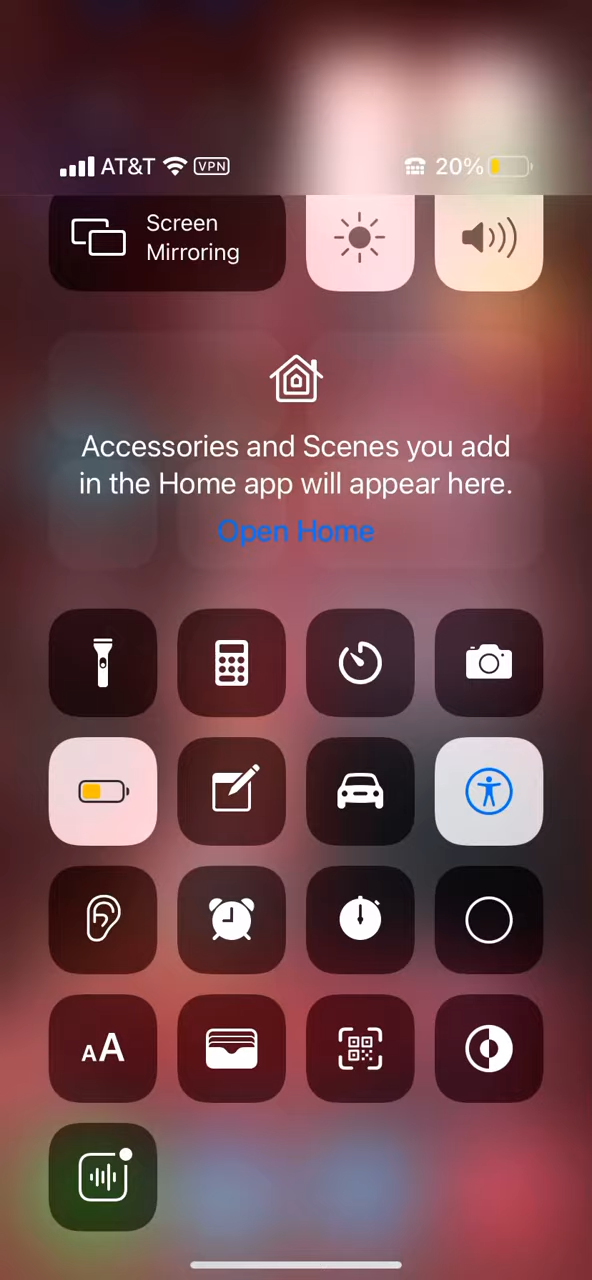 AT&T VPN 20%
Screen
Mirroring
Accessories and Scenes you add
in the Home app will appear here.
Open Home
AA